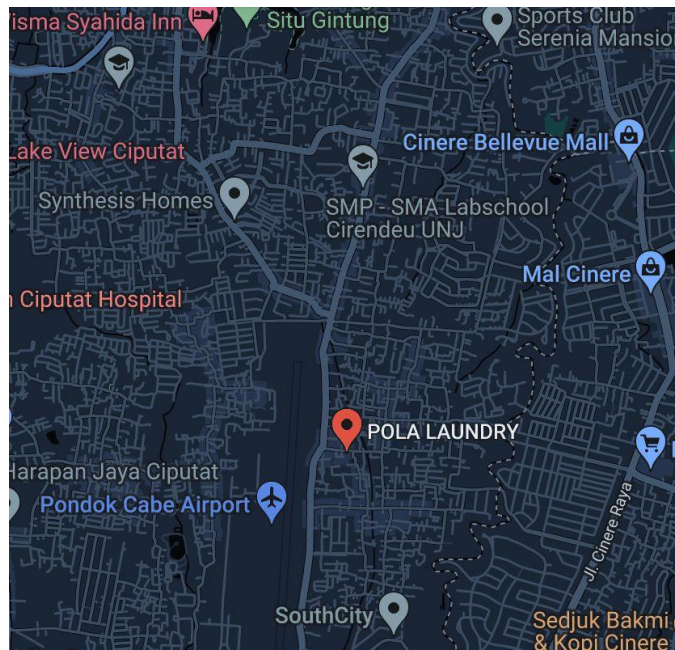 Visma Syahida Inn
Situ Gintung
Sports Club
Serenia Mansion
Cinere Bellevue Mall
Lake View Ciputat
SMP - SMA Labschool
Cirendeu UNJ
Synthesis Homes
Mal Cinere
Ciputat Hospital
POLA LAUNDRY
Harapan Jaya Ciputat
Pondok Cabe Airport
Jl. Cinere Raya
SouthCity
Sedjuk Bakmi
& Kopi Cinere